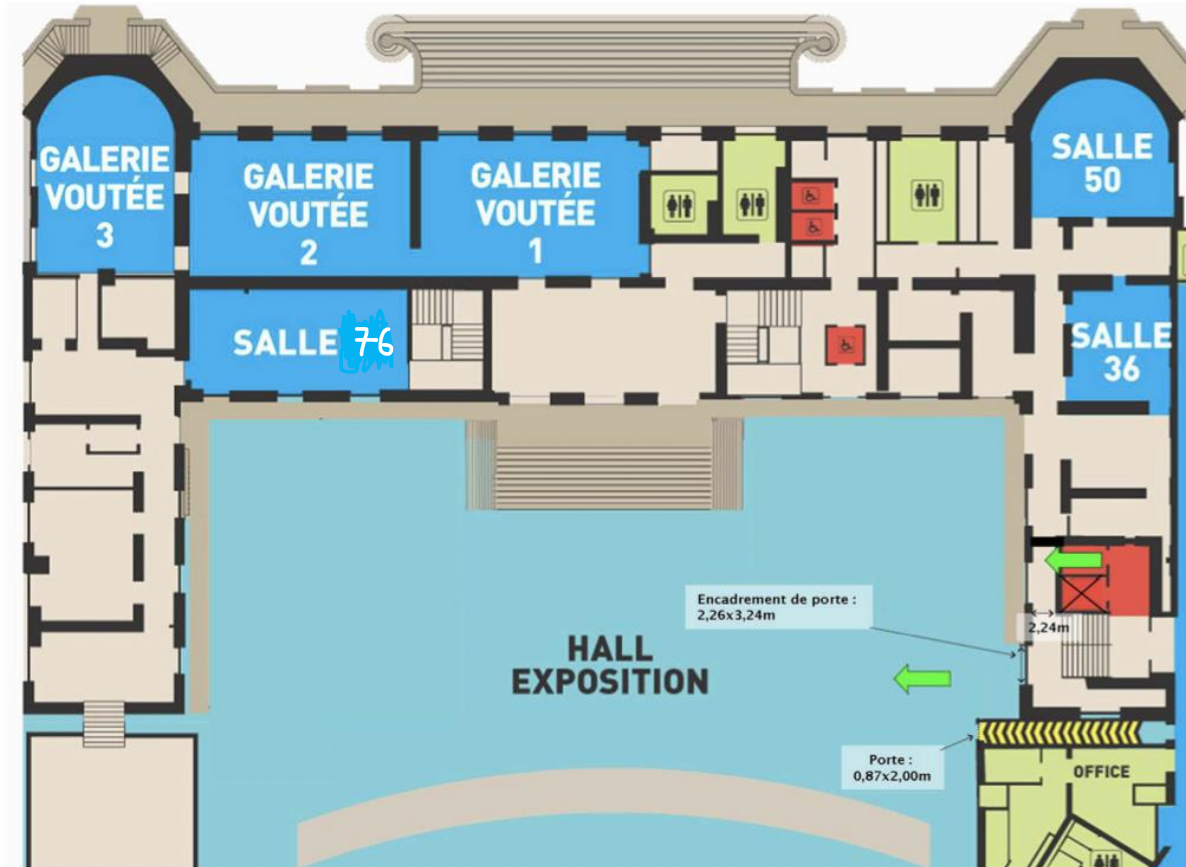 GALERIE
VOUTÉE
3
GALERIE
VOUTÉE
2
GALERIE
VOUTÉE
1
SALLE
50
SALLE 76
SALLE
36
Encadrement de porte :
2,26x3,24m
2,24m
HALL
EXPOSITION
Porte :
0,87x2,00m
OFFICE